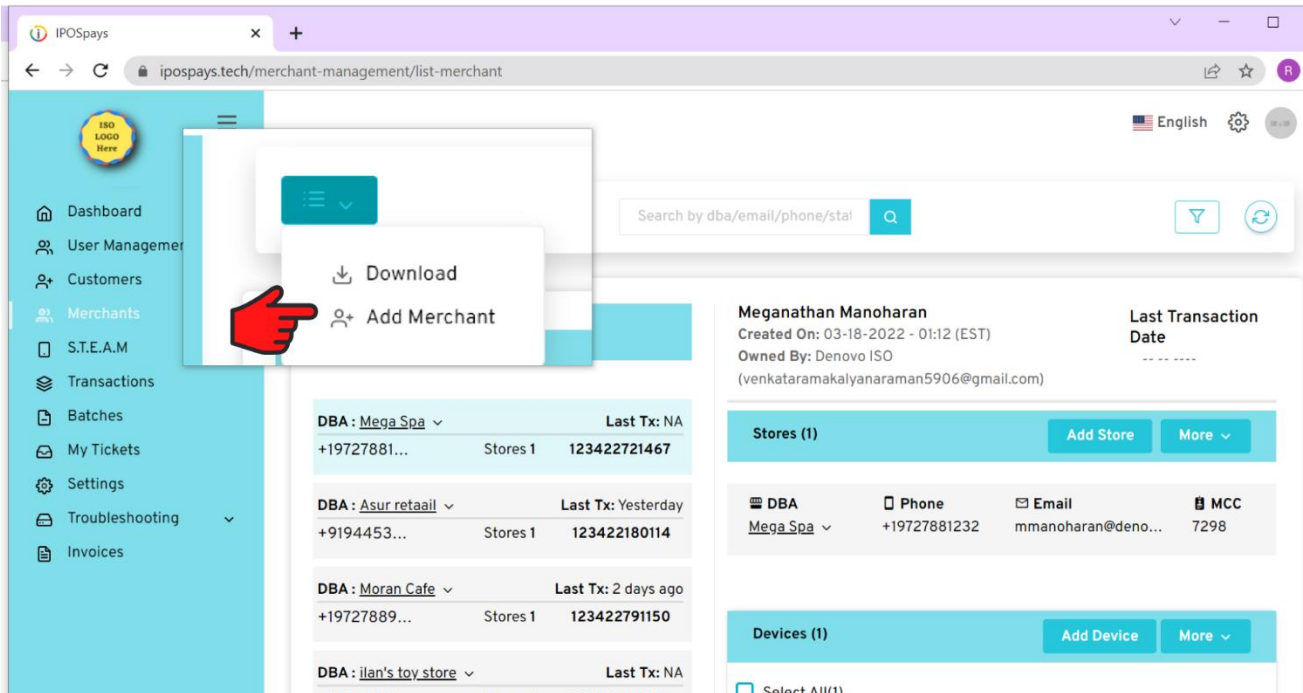 IPOSpays
ipospays.tech/merchant-management/list-merchant
R
ISO
LOGO
Here
English
Dashboard
User Managemen
Customers
Merchants
S.T.E.A.M
Transactions
Batches
My Tickets
Settings
Troubleshooting
Invoices
Download
Add Merchant
Search by dba/email/phone/stat
DBA : Mega Spa Last Tx: NA
+19727881... Stores 1 123422721467
DBA : Asur retaail Last Tx: Yesterday
+9194453... Stores 1 123422180114
DBA : Moran Cafe Last Tx: 2 days ago
+19727889... Stores 1 123422791150
DBA : ilan's toy store Last Tx: NA
Meganathan Manoharan
Created On: 03-18-2022 - 01:12 (EST)
Owned By: Denovo ISO
(venkataramakalyanaraman5906@gmail.com)
Last Transaction
Date
-- -- ----
Stores (1) Add Store More
DBA Phone Email MCC
Mega Spa +19727881232 mmanoharan@deno... 7298
Devices (1) Add Device More
Select All(1)